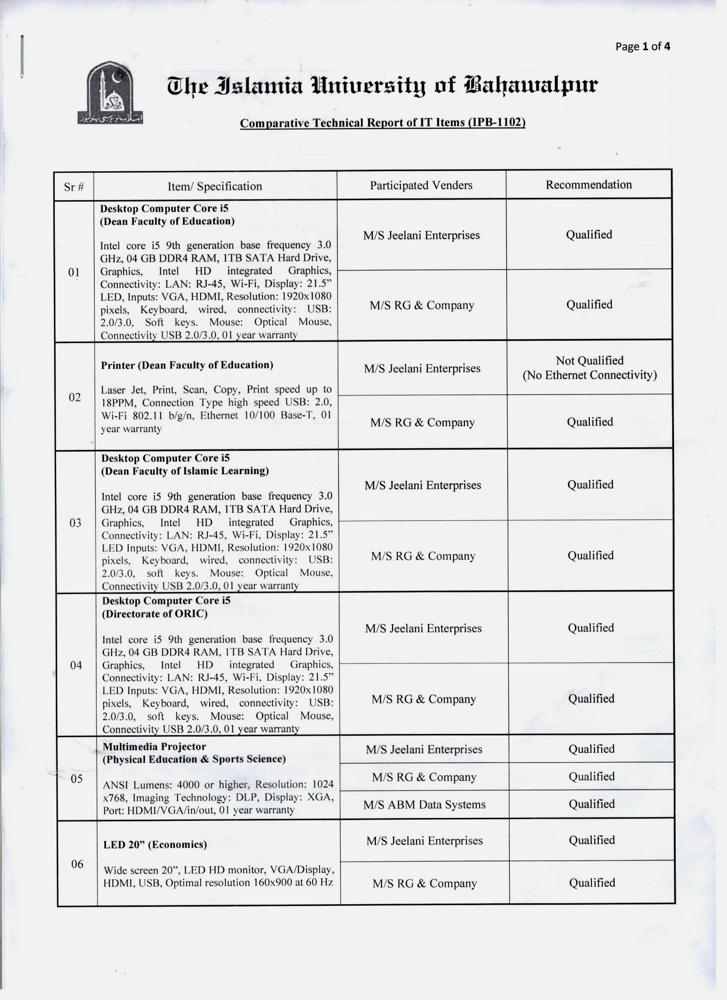 Page 1 of 4
The Islamia University of Bahawalpur
Comparative Technical Report of IT Items (IPB-1102)
Sr #
Item/ Specification
Participated Venders
Recommendation
01
Desktop Computer Core i5
(Dean Faculty of Education)
Intel core i5 9th generation base frequency 3.0
GHz, 04 GB DDR4 RAM, 1TB SATA Hard Drive,
Graphics, Intel HD integrated Graphics,
Connectivity: LAN: RJ-45, Wi-Fi, Display: 21.5”
LED, Inputs: VGA, HDMI, Resolution: 1920x1080
pixels, Keyboard, wired, connectivity: USB:
2.0/3.0, Soft keys. Mouse: Optical Mouse,
Connectivity USB 2.0/3.0, 01 year warranty
M/S Jeelani Enterprises
Qualified
M/S RG & Company
Qualified
02
Printer (Dean Faculty of Education)
Laser Jet, Print, Scan, Copy, Print speed up to
18PPM, Connection Type high speed USB: 2.0,
Wi-Fi 802.11 b/g/n, Ethernet 10/100 Base-T, 01
year warranty
M/S Jeelani Enterprises
Not Qualified
(No Ethernet Connectivity)
M/S RG & Company
Qualified
03
Desktop Computer Core i5
(Dean Faculty of Islamic Learning)
Intel core i5 9th generation base frequency 3.0
GHz, 04 GB DDR4 RAM, 1TB SATA Hard Drive,
Graphics, Intel HD integrated Graphics,
Connectivity: LAN: RJ-45, Wi-Fi, Display: 21.5”
LED Inputs: VGA, HDMI, Resolution: 1920x1080
pixels, Keyboard, wired, connectivity: USB:
2.0/3.0, soft keys. Mouse: Optical Mouse,
Connectivity USB 2.0/3.0, 01 year warranty
M/S Jeelani Enterprises
Qualified
M/S RG & Company
Qualified
04
Desktop Computer Core i5
(Directorate of ORIC)
Intel core i5 9th generation base frequency 3.0
GHz, 04 GB DDR4 RAM, 1TB SATA Hard Drive,
Graphics, Intel HD integrated Graphics,
Connectivity: LAN: RJ-45, Wi-Fi, Display: 21.5”
LED Inputs: VGA, HDMI, Resolution: 1920x1080
pixels, Keyboard, wired, connectivity: USB:
2.0/3.0, soft keys. Mouse: Optical Mouse,
Connectivity USB 2.0/3.0, 01 year warranty
M/S Jeelani Enterprises
Qualified
M/S RG & Company
Qualified
05
Multimedia Projector
(Physical Education & Sports Science)
ANSI Lumens: 4000 or higher, Resolution: 1024
x768, Imaging Technology: DLP, Display: XGA,
Port: HDMI/VGA/in/out, 01 year warranty
M/S Jeelani Enterprises
Qualified
M/S RG & Company
Qualified
M/S ABM Data Systems
Qualified
06
LED 20” (Economics)
Wide screen 20”, LED HD monitor, VGA/Display,
HDMI, USB, Optimal resolution 160x900 at 60 Hz
M/S Jeelani Enterprises
Qualified
M/S RG & Company
Qualified